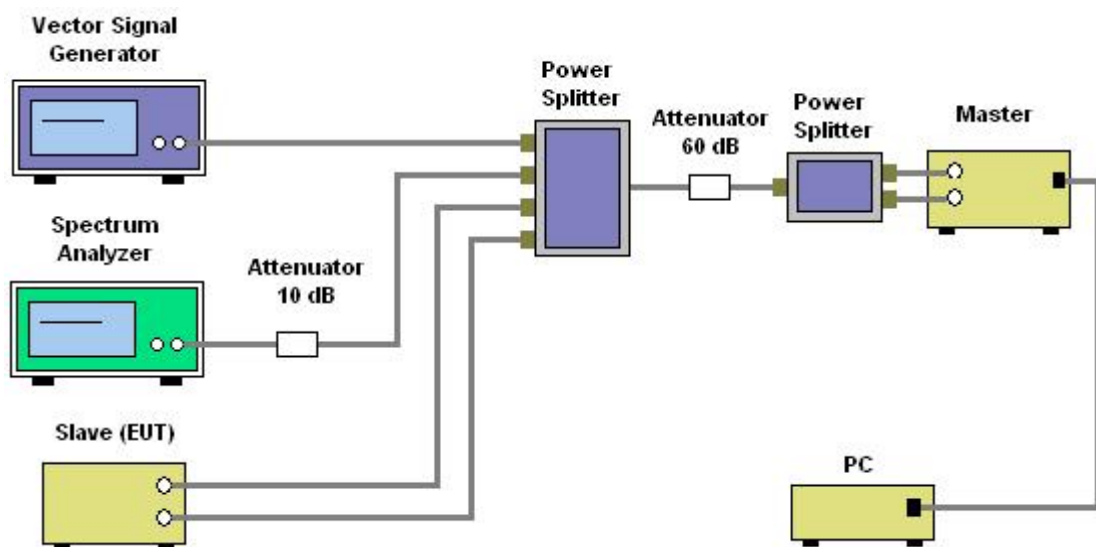 Vector Signal
Generator
Power
Splitter
Attenuator
60 dB
Power
Splitter
Master
Spectrum
Analyzer
Attenuator
10 dB
Slave (EUT)
PC